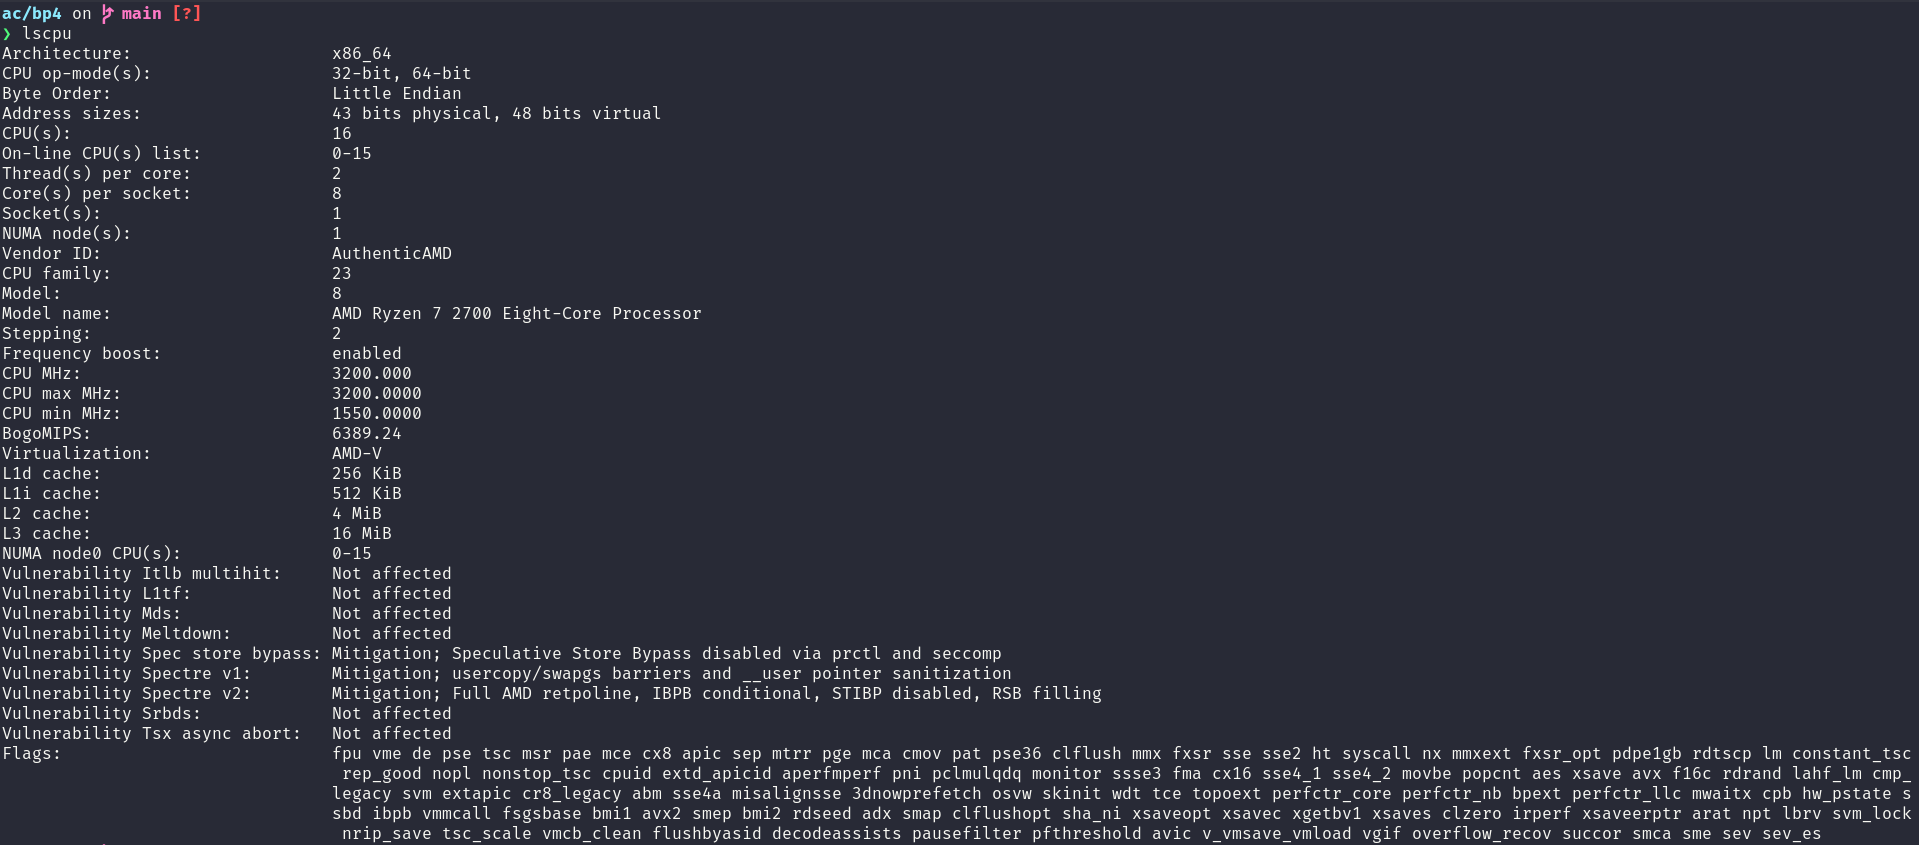 ac/bp4 on main [?]
❯ lscpu
Architecture: x86_64
CPU op-mode(s): 32-bit, 64-bit
Byte Order: Little Endian
Address sizes: 43 bits physical, 48 bits virtual
CPU(s): 16
On-line CPU(s) list: 0-15
Thread(s) per core: 2
Core(s) per socket: 8
Socket(s): 1
NUMA node(s): 1
Vendor ID: AuthenticAMD
CPU family: 23
Model: 8
Model name: AMD Ryzen 7 2700 Eight-Core Processor
Stepping: 2
Frequency boost: enabled
CPU MHz: 3200.000
CPU max MHz: 3200.0000
CPU min MHz: 1550.0000
BogoMIPS: 6389.24
Virtualization: AMD-V
L1d cache: 256 KiB
L1i cache: 512 KiB
L2 cache: 4 MiB
L3 cache: 16 MiB
NUMA node0 CPU(s): 0-15
Vulnerability Itlb multihit: Not affected
Vulnerability L1tf: Not affected
Vulnerability Mds: Not affected
Vulnerability Meltdown: Not affected
Vulnerability Spec store bypass: Mitigation; Speculative Store Bypass disabled via prctl and seccomp
Vulnerability Spectre v1: Mitigation; usercopy/swapgs barriers and __user pointer sanitization
Vulnerability Spectre v2: Mitigation; Full AMD retpoline, IBPB conditional, STIBP disabled, RSB filling
Vulnerability Srbds: Not affected
Vulnerability Tsx async abort: Not affected
Flags: fpu vme de pse tsc msr pae mce cx8 apic sep mtrr pge mca cmov pat pse36 clflush mmx fxsr sse sse2 ht syscall nx mmxext fxsr_opt pdpe1gb rdtscp lm constant_tsc
rep_good nopl nonstop_tsc cpuid extd_apicid aperfmperf pni pclmulqdq monitor ssse3 fma cx16 sse4_1 sse4_2 movbe popcnt aes xsave avx f16c rdrand lahf_lm cmp_
legacy svm extapic cr8_legacy abm sse4a misalignsse 3dnowprefetch osvw skinit wdt tce topoext perfctr_core perfctr_nb bpext perfctr_llc mwaitx cpb hw_pstate s
sbd ibpb vmmcall fsgsbase bmi1 avx2 smep bmi2 rdseed adx smap clflushopt sha_ni xsaveopt xsavec xgetbv1 xsaves clzero irperf xsaveerptr arat npt lbrv svm_lock
nrip_save tsc_scale vmcb_clean flushbyasid decodeassists pausefilter pfthreshold avic v_vmsave_vmload vgif overflow_recov succor smca sme sev sev_es